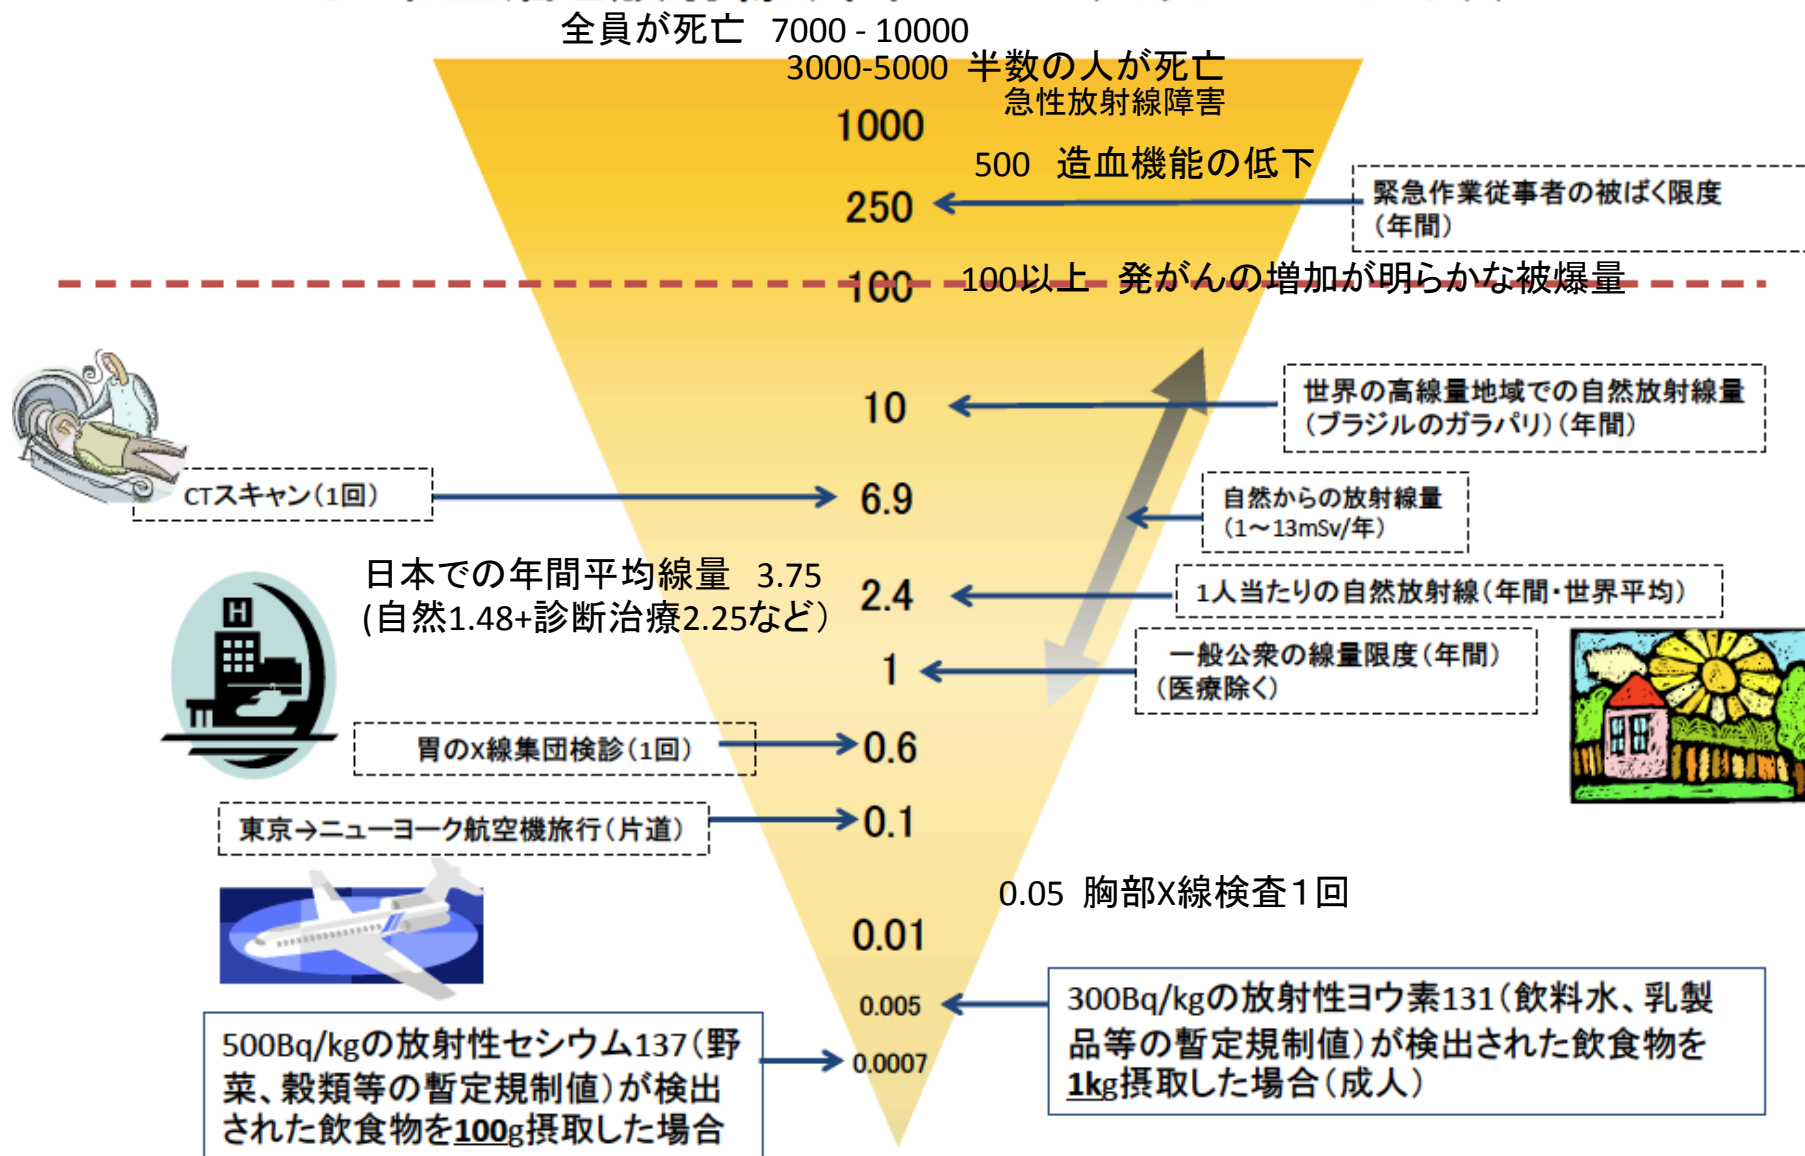 全員が死亡 7000 - 10000
3000-5000 半数の人が死亡
急性放射線障害
1000
500 造血機能の低下
250
緊急作業従事者の被ばく限度
(年間)
100
100以上 発がんの増加が明らかな被爆量
10
世界の高線量地域での自然放射線量
(ブラジルのガラパリ)(年間)
CTスキャン(1回)
6.9
自然からの放射線量
(1~13mSv/年)
日本での年間平均線量 3.75
(自然1.48+診断治療2.25など)
2.4
1人当たりの自然放射線(年間・世界平均)
1
一般公衆の線量限度(年間)
(医療除く)
H
胃のX線集団検診(1回)
0.6
東京→ニューヨーク航空機旅行(片道)
0.1
0.05 胸部X線検査1回
0.01
0.005
300Bq/kgの放射性ヨウ素131(飲料水、乳製
品等の暫定規制値)が検出された飲食物を
1kg摂取した場合(成人)
500Bq/kgの放射性セシウム137(野
菜、穀類等の暫定規制値)が検出
された飲食物を100g摂取した場合
0.0007